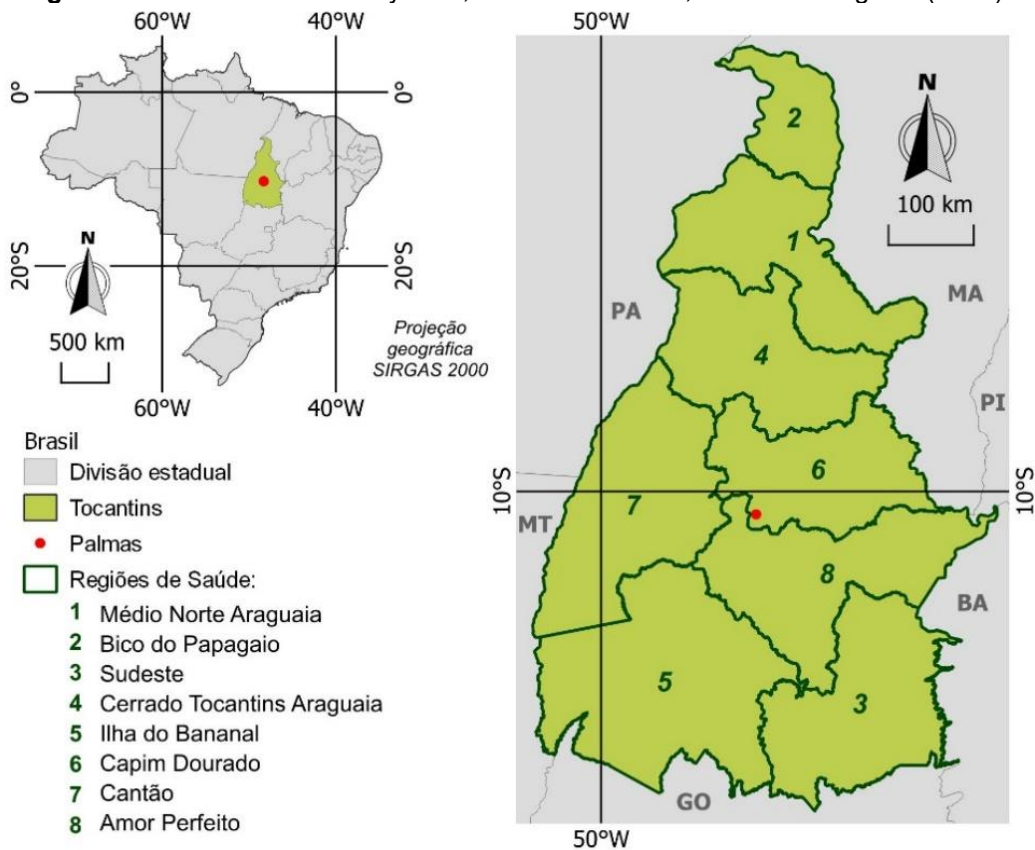 60°W 40°W
0° 0°
N
20°S 20°S
500 km
Projeção
geográfica
SIRGAS 2000
60°W 40°W
Brasil
Divisão estadual
Tocantins
Palmas
Regiões de Saúde:
1 Médio Norte Araguaia
2 Bico do Papagaio
3 Sudeste
4 Cerrado Tocantins Araguaia
5 Ilha do Bananal
6 Capim Dourado
7 Cantão
8 Amor Perfeito
50°W
N
2
100 km
1
MA
PA
4
PI
6
10°S 10°S
7
MT
8
BA
5
3
GO
50°W